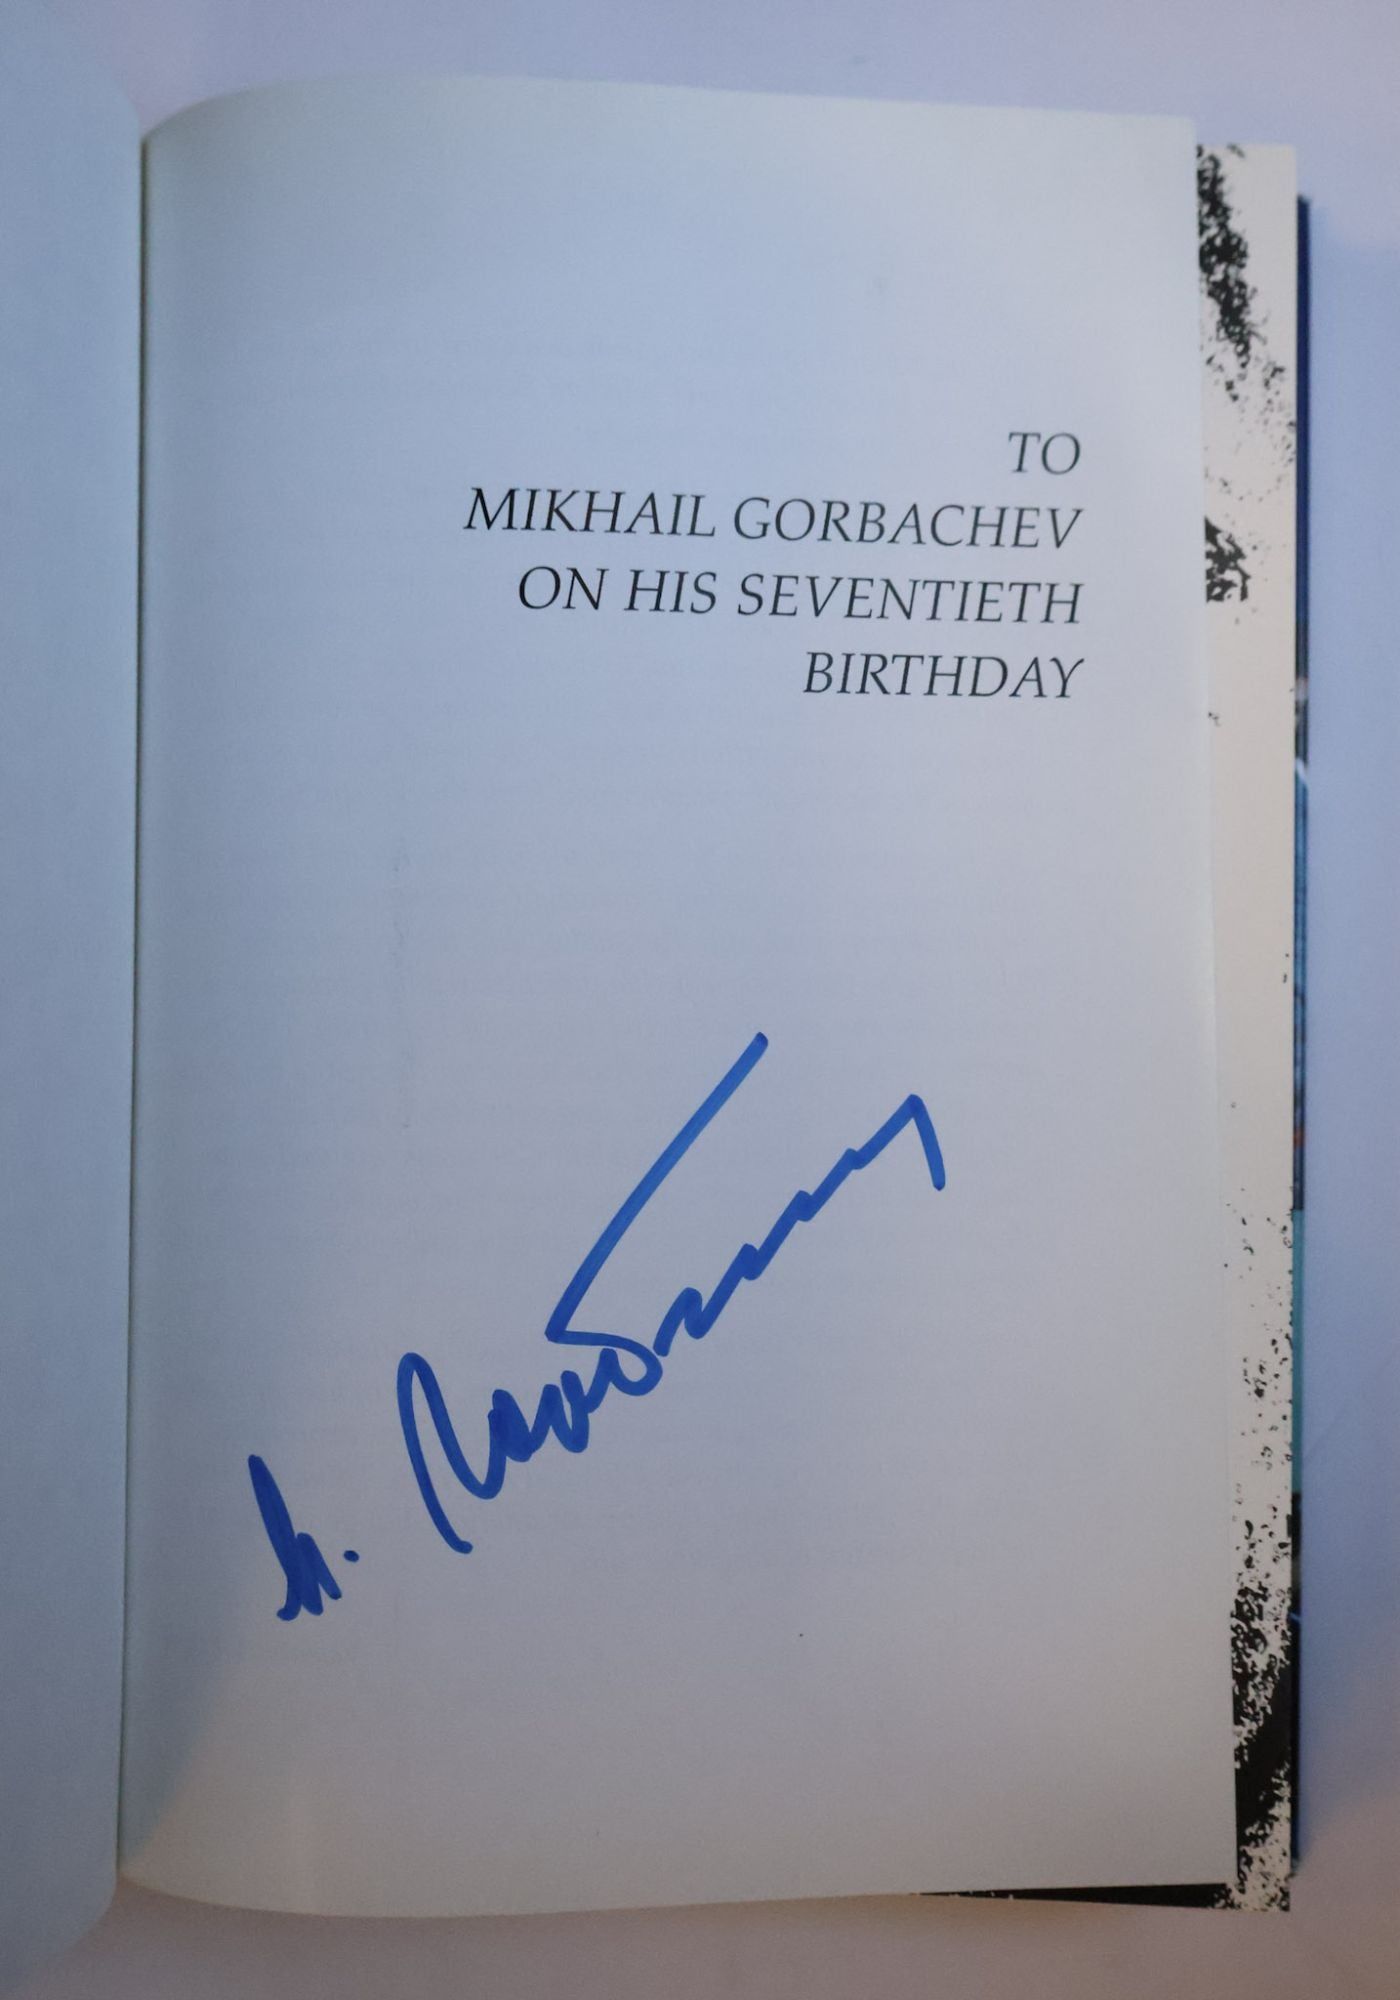 TO
MIKHAIL GORBACHEV
ON HIS SEVENTIETH
BIRTHDAY